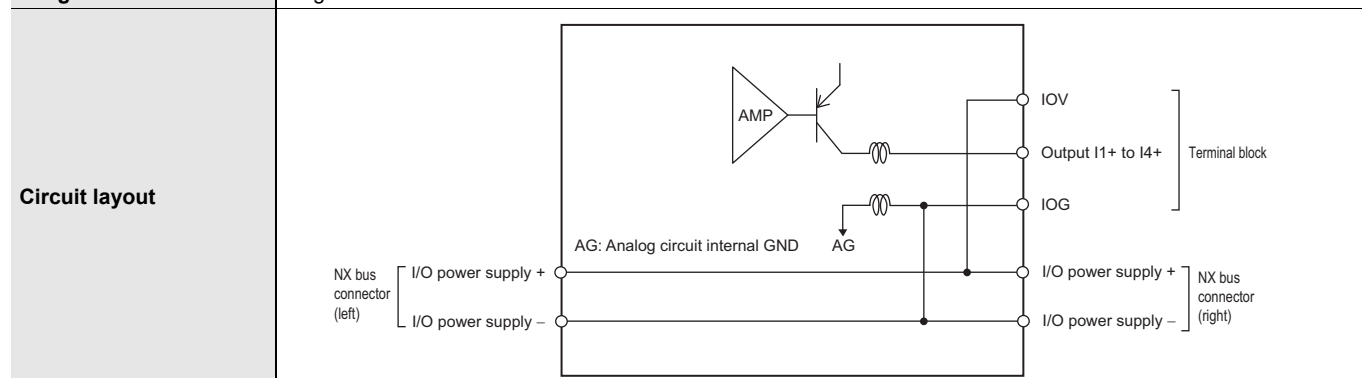 Circuit layout
AMP
IOV
Output I1+ to I4+
Terminal block
IOG
AG: Analog circuit internal GND
AG
NX bus
connector
(left)
I/O power supply +
I/O power supply –
I/O power supply +
I/O power supply –
NX bus
connector
(right)